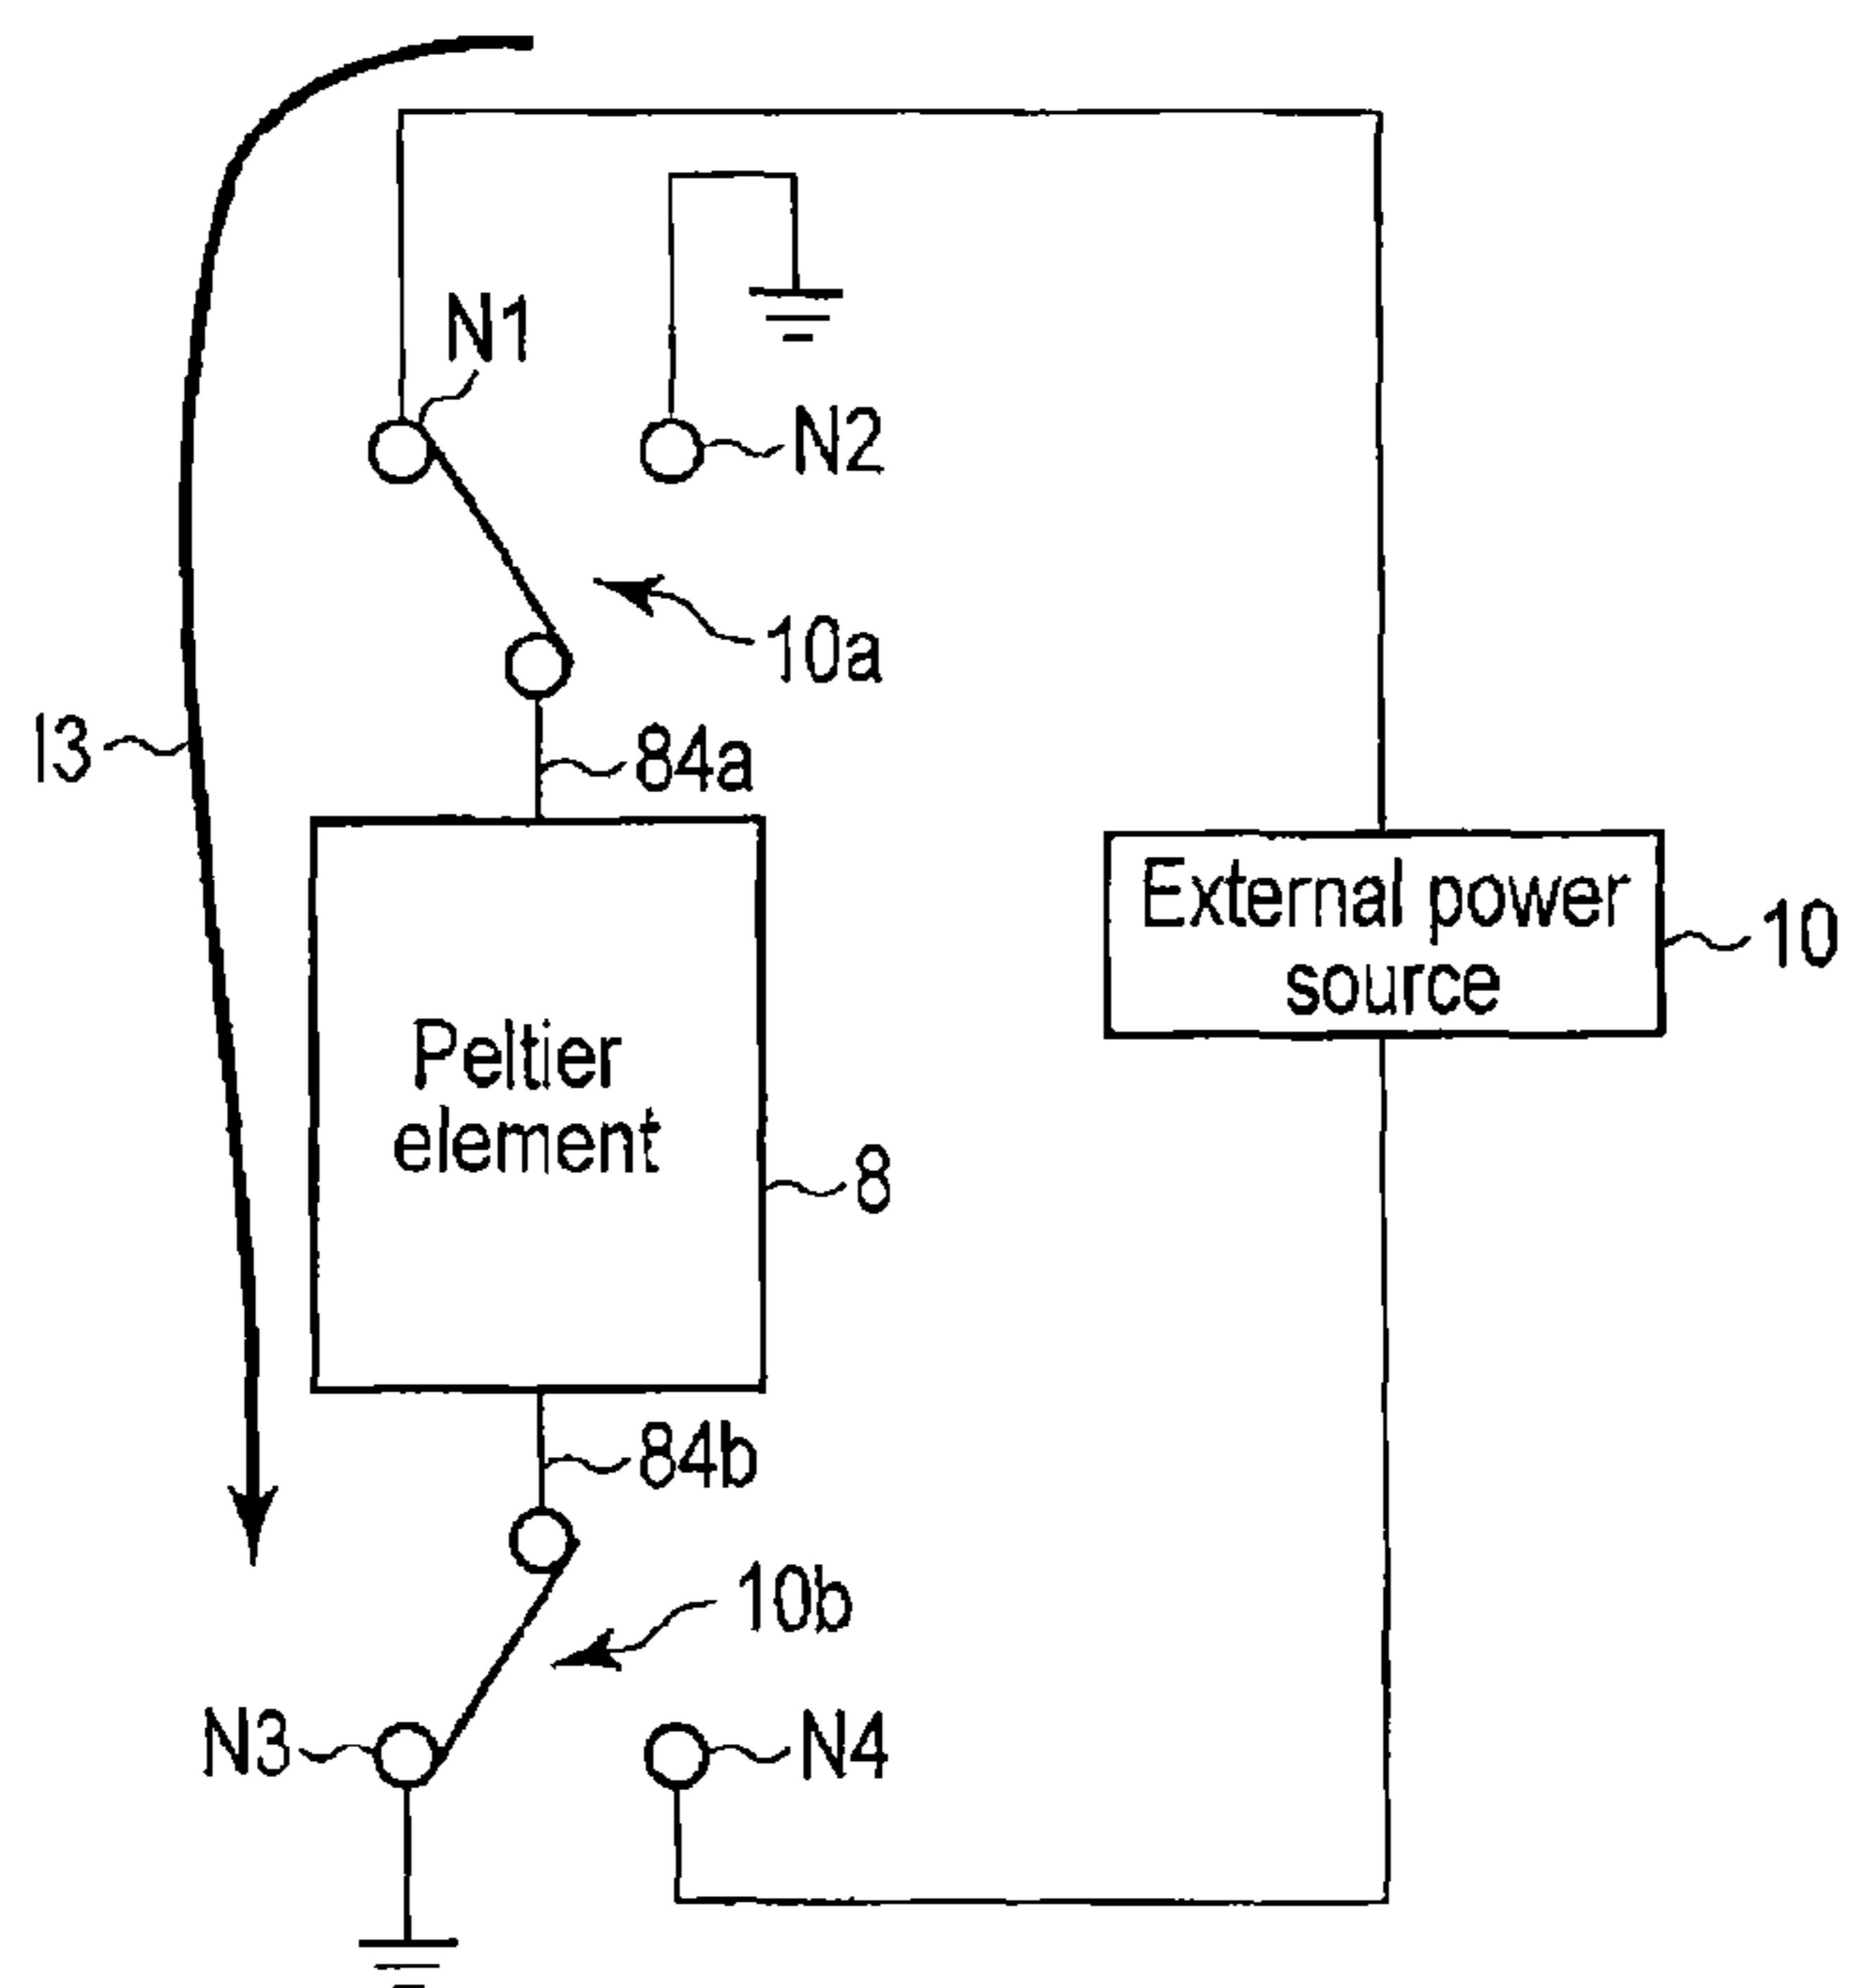 N1
N2
10a
I3
84a
External power
source
10
Peltier
element
8
84b
10b
N3
N4